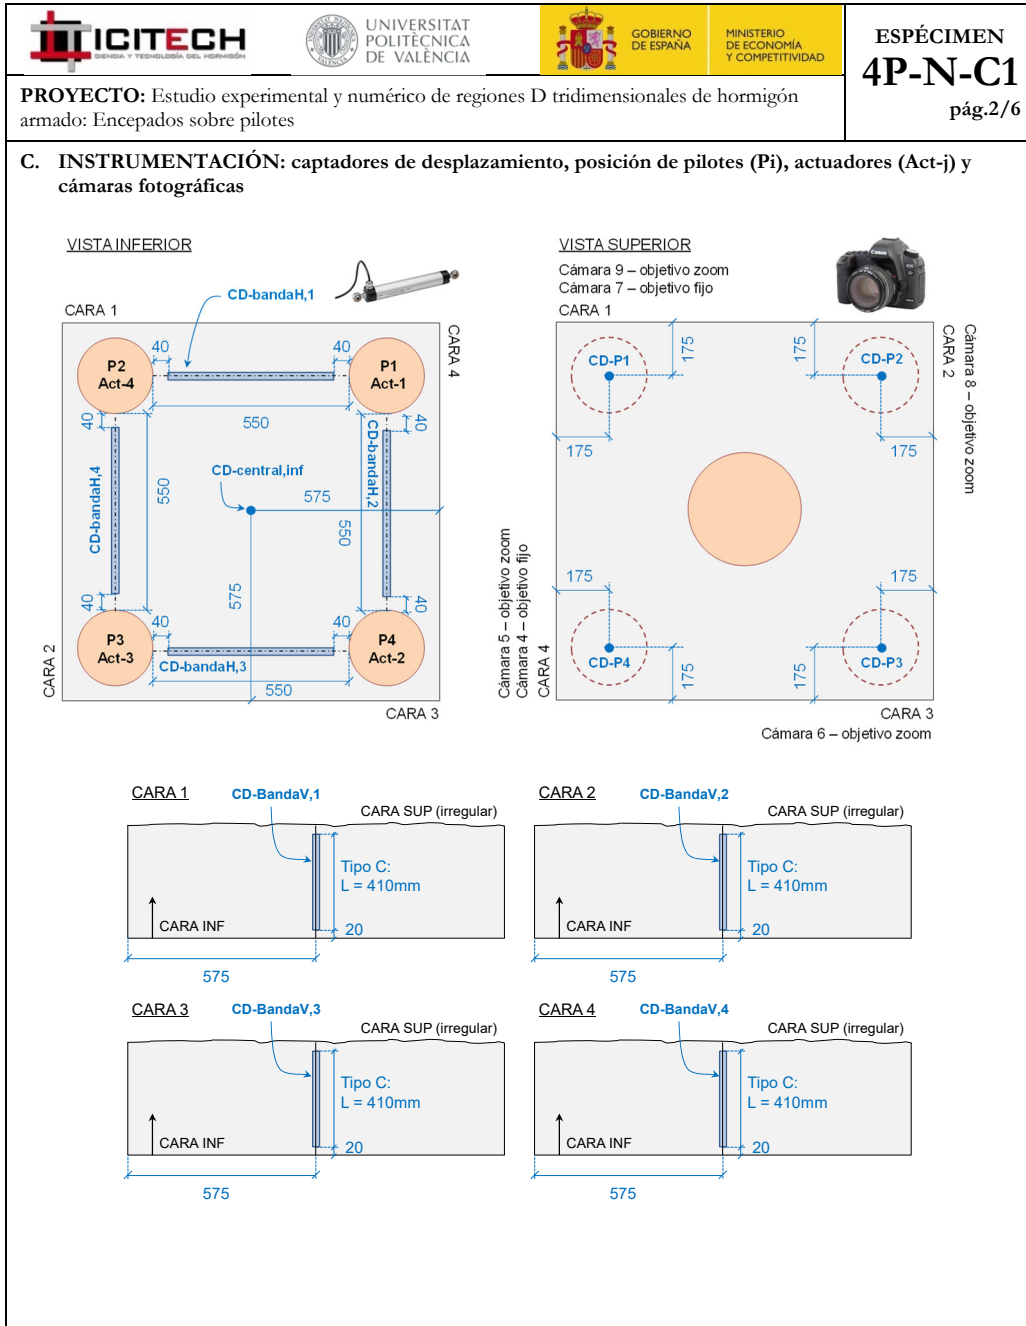 ICITECH
CIENCIA Y TECNOLOGÍA DEL HORMIGÓN
UNIVERSITAT
POLITÈCNICA
DE VALÈNCIA
GOBIERNO
DE ESPAÑA
MINISTERIO
DE ECONOMÍA
Y COMPETITIVIDAD
ESPÉCIMEN
4P-N-C1
pág.2/6
PROYECTO: Estudio experimental y numérico de regiones D tridimensionales de hormigón
armado: Encepados sobre pilotes
C. INSTRUMENTACIÓN: captadores de desplazamiento, posición de pilotes (Pi), actuadores (Act-j) y
cámaras fotográficas
VISTA INFERIOR
CD-bandaH,1
CARA 1
CARA 4
P2
Act-4
40
40
P1
Act-1
550
40
40
CD-bandaH,4
550
CD-central,inf
575
CD-bandaH,2
550
575
40
40
P3
Act-3
40
40
P4
Act-2
CD-bandaH,3
550
CARA 2
CARA 3
VISTA SUPERIOR
Cámara 9 – objetivo zoom
Cámara 7 – objetivo fijo
Canon
CARA 1
CARA 2
Cámara 8 – objetivo zoom
CD-P1
175
175
CD-P2
175
175
Cámara 5 – objetivo zoom
Cámara 4 – objetivo fijo
CARA 4
175
175
CD-P4
175
175
CD-P3
CARA 3
Cámara 6 – objetivo zoom
CARA 1
CD-BandaV,1
CARA SUP (irregular)
Tipo C:
L = 410mm
CARA INF
20
575
CARA 2
CD-BandaV,2
CARA SUP (irregular)
Tipo C:
L = 410mm
CARA INF
20
575
CARA 3
CD-BandaV,3
CARA SUP (irregular)
Tipo C:
L = 410mm
CARA INF
20
575
CARA 4
CD-BandaV,4
CARA SUP (irregular)
Tipo C:
L = 410mm
CARA INF
20
575